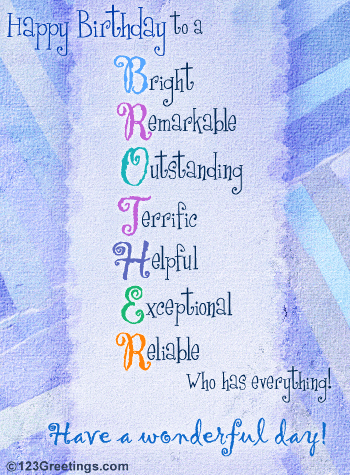 Happy Birthday to a
Bright
Remarkable
Outstanding
Terrific
Helpful
Exceptional
Reliable
Who has everything!
Have a wonderful day!
©123Greetings.com